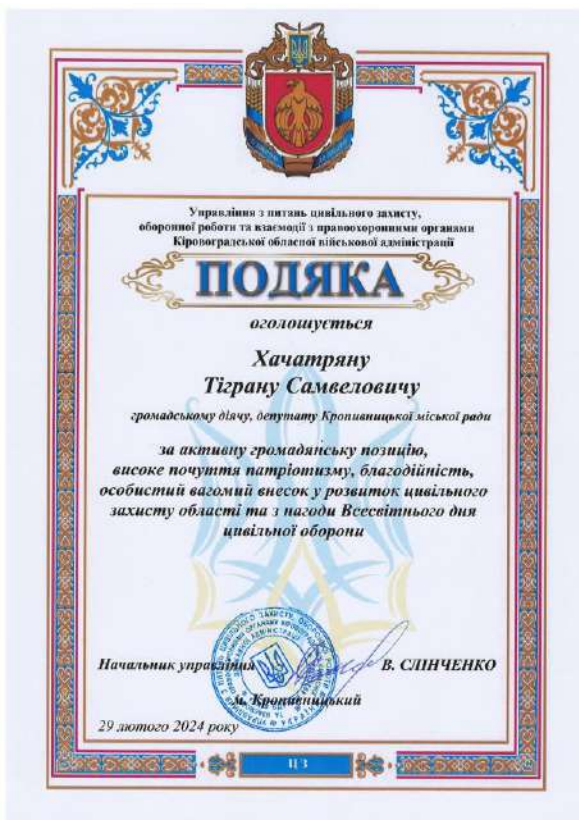 Управління з питань цивільного захисту,
оборонної роботи та взаємодії з правоохоронними органами
Кіровоградської обласної військової адміністрації
ПОДЯКА
оголошується
Хачатряну
Тіграну Самвеловичу
громадському діячу, депутату Кропивницької міської ради
за активну громадянську позицію,
високе почуття патріотизму, благодійність,
особистий вагомий внесок у розвиток цивільного
захисту області та з нагоди Всесвітнього дня
цивільної оборони
Начальник управління В. СЛІНЧЕНКО
м. Кропивницький
29 лютого 2024 року
ЦЗ